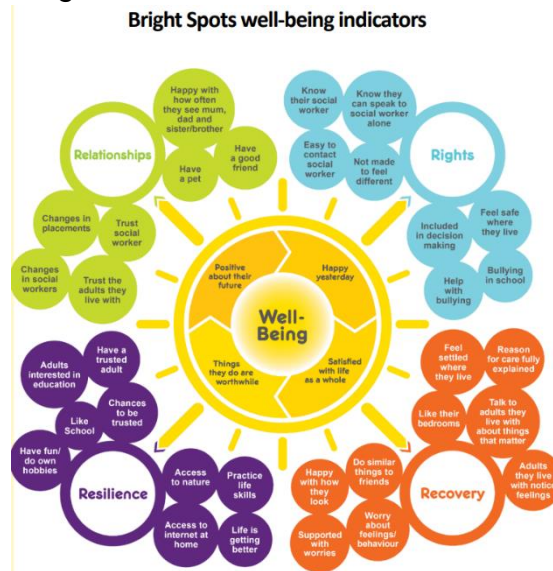 Bright Spots well-being indicators
Relationships
Happy with
how often
they see mum,
dad and
sister/brother
Have
a pet
Have
a good
friend
Changes in
placements
Trust
social
worker
Changes
in social
workers
Trust the
adults they
live with
Rights
Know
their social
worker
Know they
can speak to
social worker
alone
Easy to
contact
social
worker
Not made
to feel
different
Included
in decision
making
Feel safe
where
they live
Help
with
bullying
Bullying
in school
Positive
about their
future
Happy
yesterday
Well-
Being
Things
they do are
worthwhile
Satisfied
with life
as a whole
Resilience
Adults
interested in
education
Have a
trusted
adult
Like
School
Chances
to be
trusted
Have fun/
do own
hobbies
Access
to nature
Practice
life
skills
Access to
internet at
home
Life is
getting
better
Recovery
Feel
settled
where
they live
Reason
for care fully
explained
Like their
bedrooms
Talk to
adults they
live with
about things
that matter
Adults
they live
with notice
feelings
Happy
with how
they
look
Do similar
things to
friends
Supported
with
worries
Worry
about
feelings/
behaviour